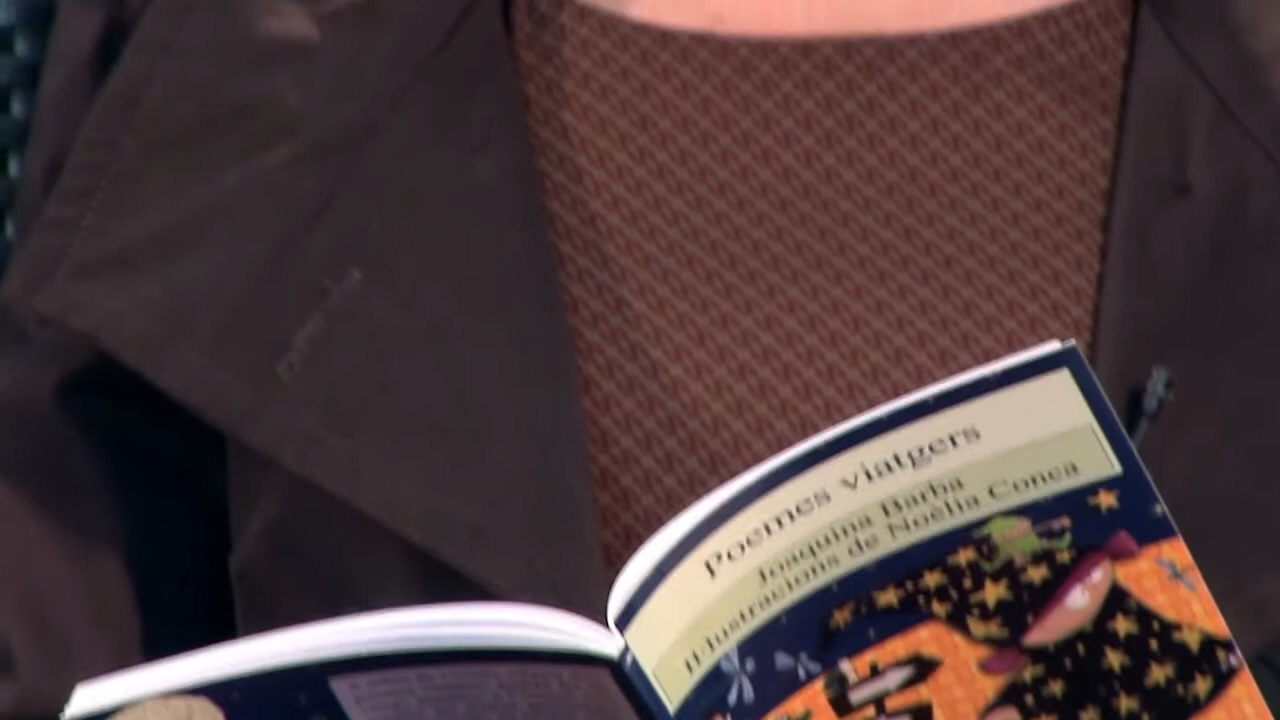 Poemes viatgers
Joaquina Barba
Il·lustracions de Noèlia Conca